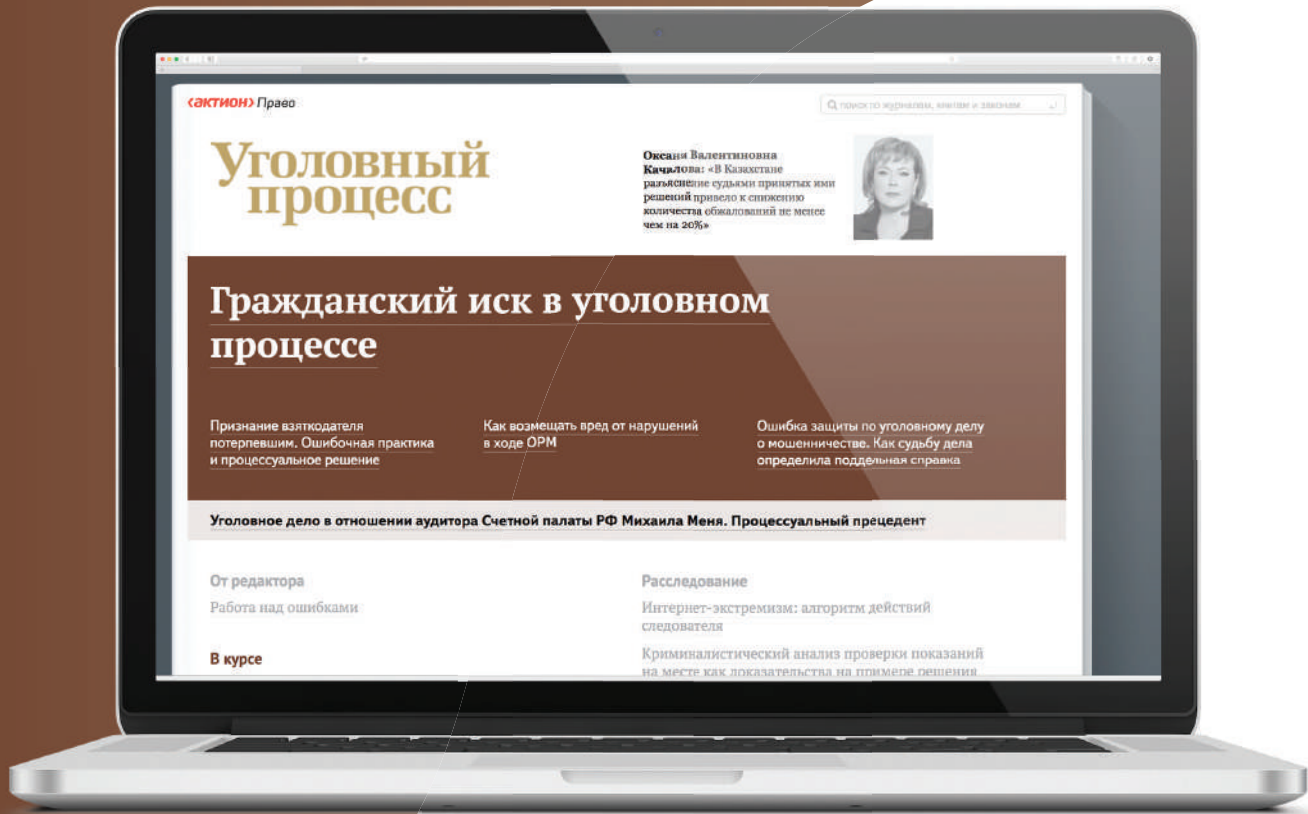 ‹актион› Право
поиск по журналам, книгам и законам
Уголовный
процесс
Оксана Валентиновна
Качалова: «В Казахстане
разъяснение судьями принятых ими
решений привело к снижению
количества обжалований не менее
чем на 20%»
Гражданский иск в уголовном
процессе
Признание взяткодателя
потерпевшим. Ошибочная практика
и процессуальное решение
Как возмещать вред от нарушений
в ходе ОРМ
Ошибка защиты по уголовному делу
о мошенничестве. Как судьбу дела
определила поддельная справка
Уголовное дело в отношении аудитора Счетной палаты РФ Михаила Меня. Процессуальный прецедент
От редактора
Работа над ошибками
В курсе
Расследование
Интернет-экстремизм: алгоритм действий
следователя
Криминалистический анализ проверки показаний
на месте как доказательства на примере решения